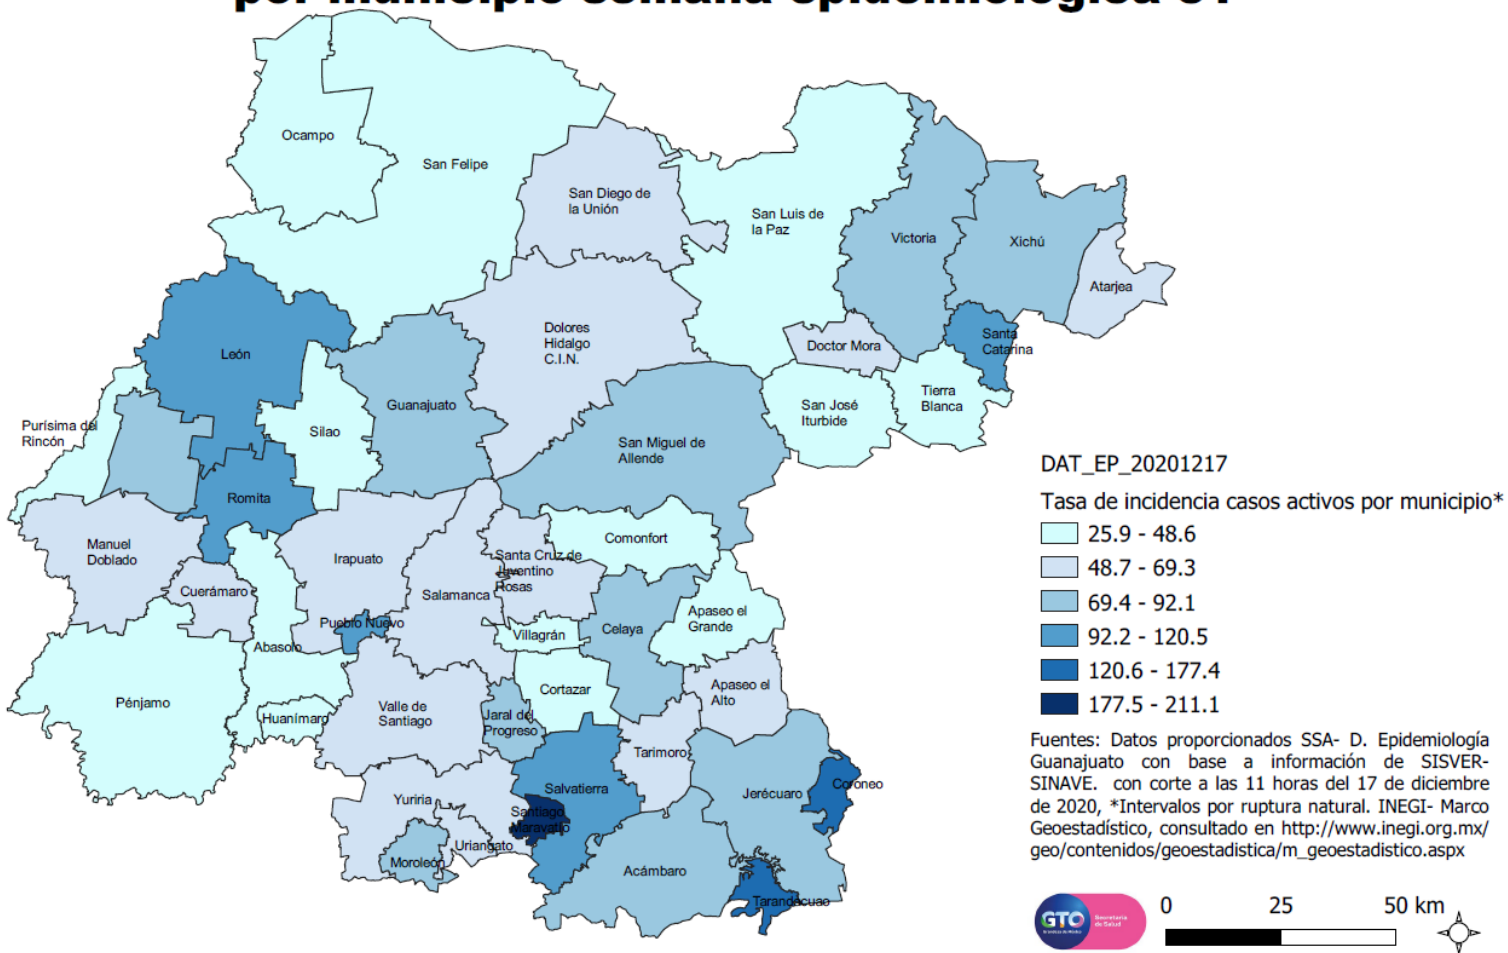 Ocampo
San Felipe
San Diego de
la Unión
San Luis de
la Paz
Victoria
Xichú
Atarjea
León
Dolores
Hidalgo
C.I.N.
Doctor Mora
Santa
Catarina
Guanajuato
Silao
Purísima del
Rincón
San José
Iturbide
Tierra
Blanca
San Miguel de
Allende
Romita
Manuel
Doblado
Irapuato
Santa Cruz de
Juventino
Rosas
Comonfort
Cuerámaro
Salamanca
Pueblo Nuevo
Villagrán
Celaya
Apaseo el
Grande
Abasolo
Pénjamo
Huanímaro
Valle de
Santiago
Cortazar
Apaseo el
Alto
Jaral del
Progreso
Tarimoro
Yuriria
Salvatierra
Jerécuaro
Coroneo
Santiago
Maravatío
Uriangato
Moroleón
Acámbaro
Tarandacuao
DAT_EP_20201217
Tasa de incidencia casos activos por municipio*
25.9 - 48.6
48.7 - 69.3
69.4 - 92.1
92.2 - 120.5
120.6 - 177.4
177.5 - 211.1
Fuentes: Datos proporcionados SSA- D. Epidemiología
Guanajuato con base a información de SISVER-
SINAVE. con corte a las 11 horas del 17 de diciembre
de 2020, *Intervalos por ruptura natural. INEGI- Marco
Geoestadístico, consultado en http://www.inegi.org.mx/
geo/contenidos/geoestadistica/m_geoestadistico.aspx
GTO
Secretaría
de Salud
0 25 50 km